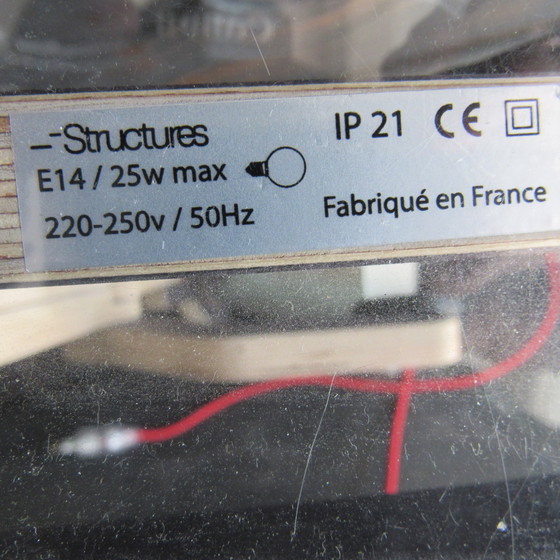 Structures
E14 / 25w max
220-250v / 50Hz
IP 21 CE
Fabriqué en France